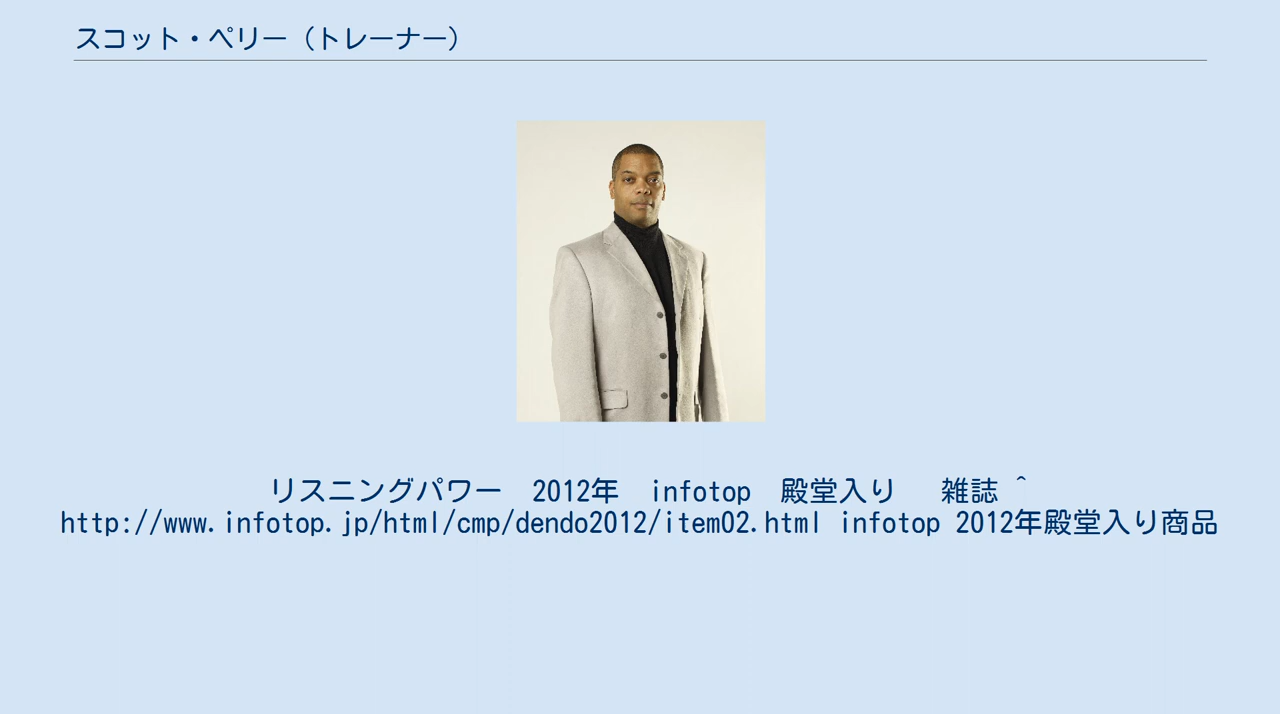 スコット・ペリー（トレーナー）
リスニングパワー　2012年　infotop　殿堂入り　 雑誌 ^
http://www.infotop.jp/html/cmp/dendo2012/item02.html infotop 2012年殿堂入り商品